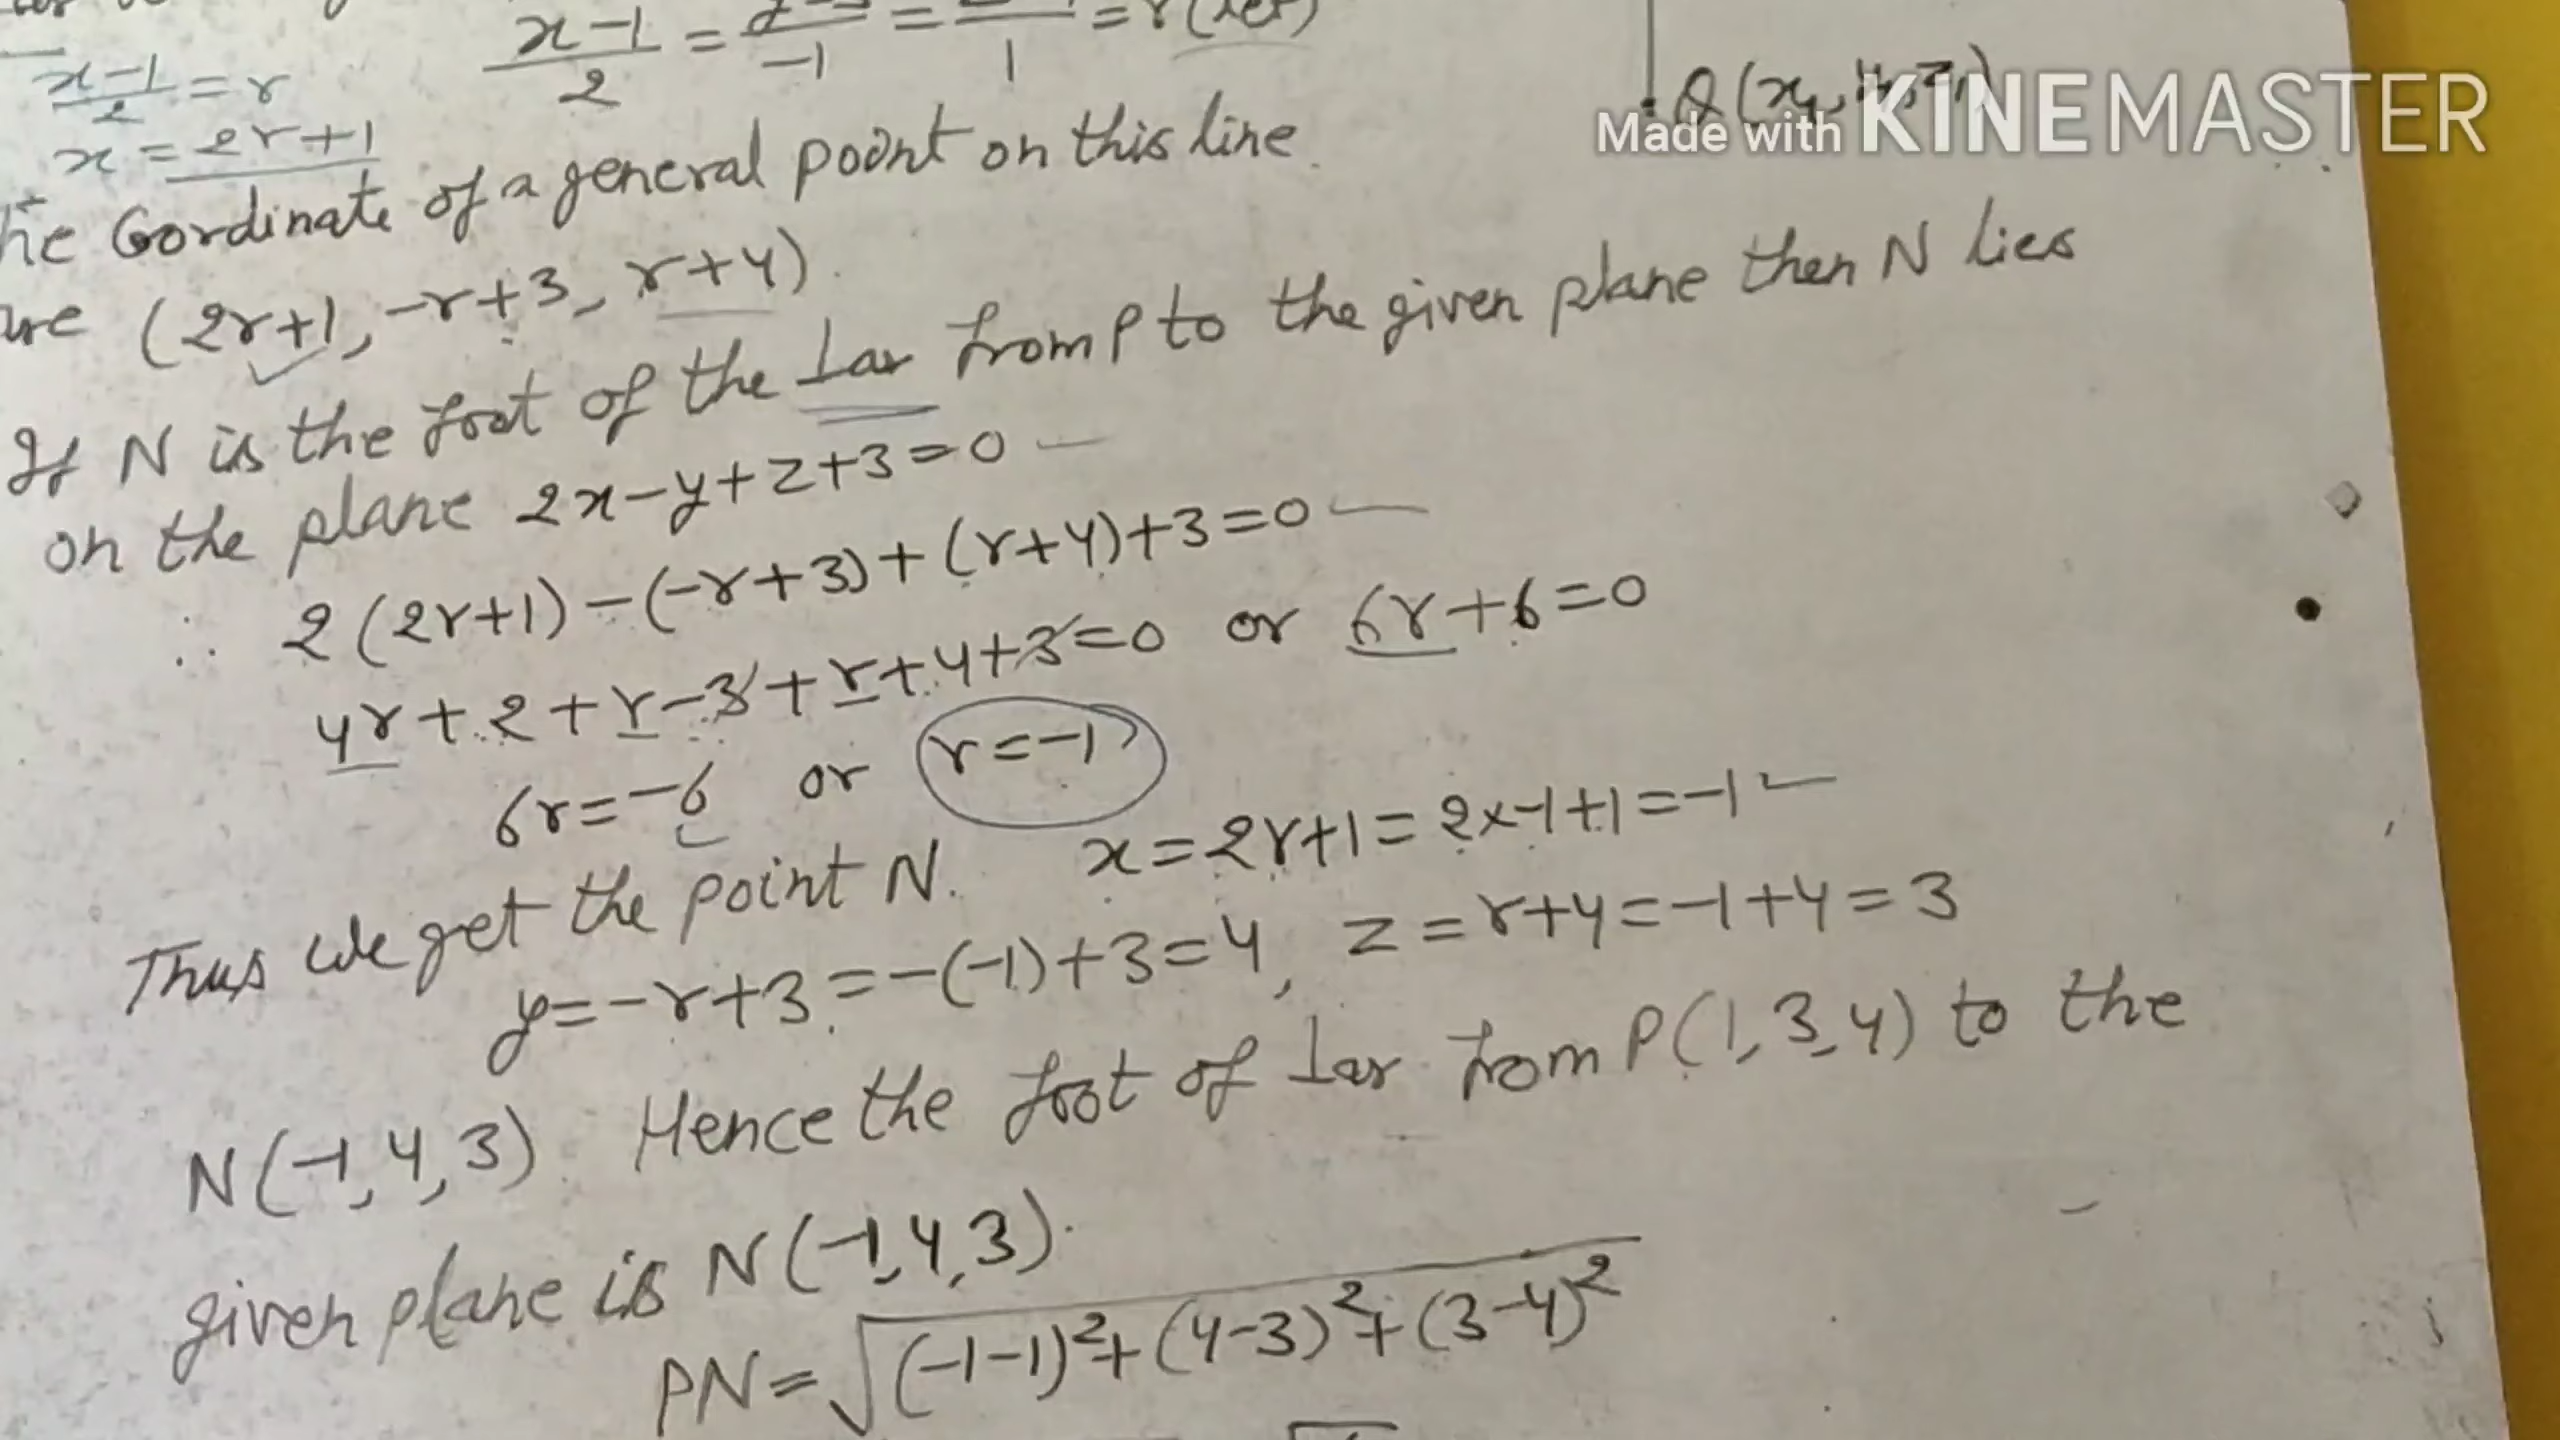 x-1/2 = r
x-1/2 = /-1 = /1 = r (let)
x = 2r+1
Q(x1, y1, z1)
Made with KINEMASTER
he Coordinate of a general point on this line.
are (2r+1, -r+3, r+4).
If N is the foot of the ⊥ar from P to the given plane then N lies
on the plane 2x-y+z+3=0
∴ 2(2r+1)-(-r+3)+(r+4)+3=0
4r+2+r-3+r+4+3=0 or 6r+6=0
6r=-6 or r=-1
Thus we get the point N. x=2r+1=2x-1+1=-1
y=-r+3=-(-1)+3=4, z=r+4=-1+4=3
N(-1,4,3). Hence the foot of ⊥ar from P(1,3,4) to the
given plane is N(-1,4,3).
PN=√(-1-1)²+(4-3)²+(3-4)²